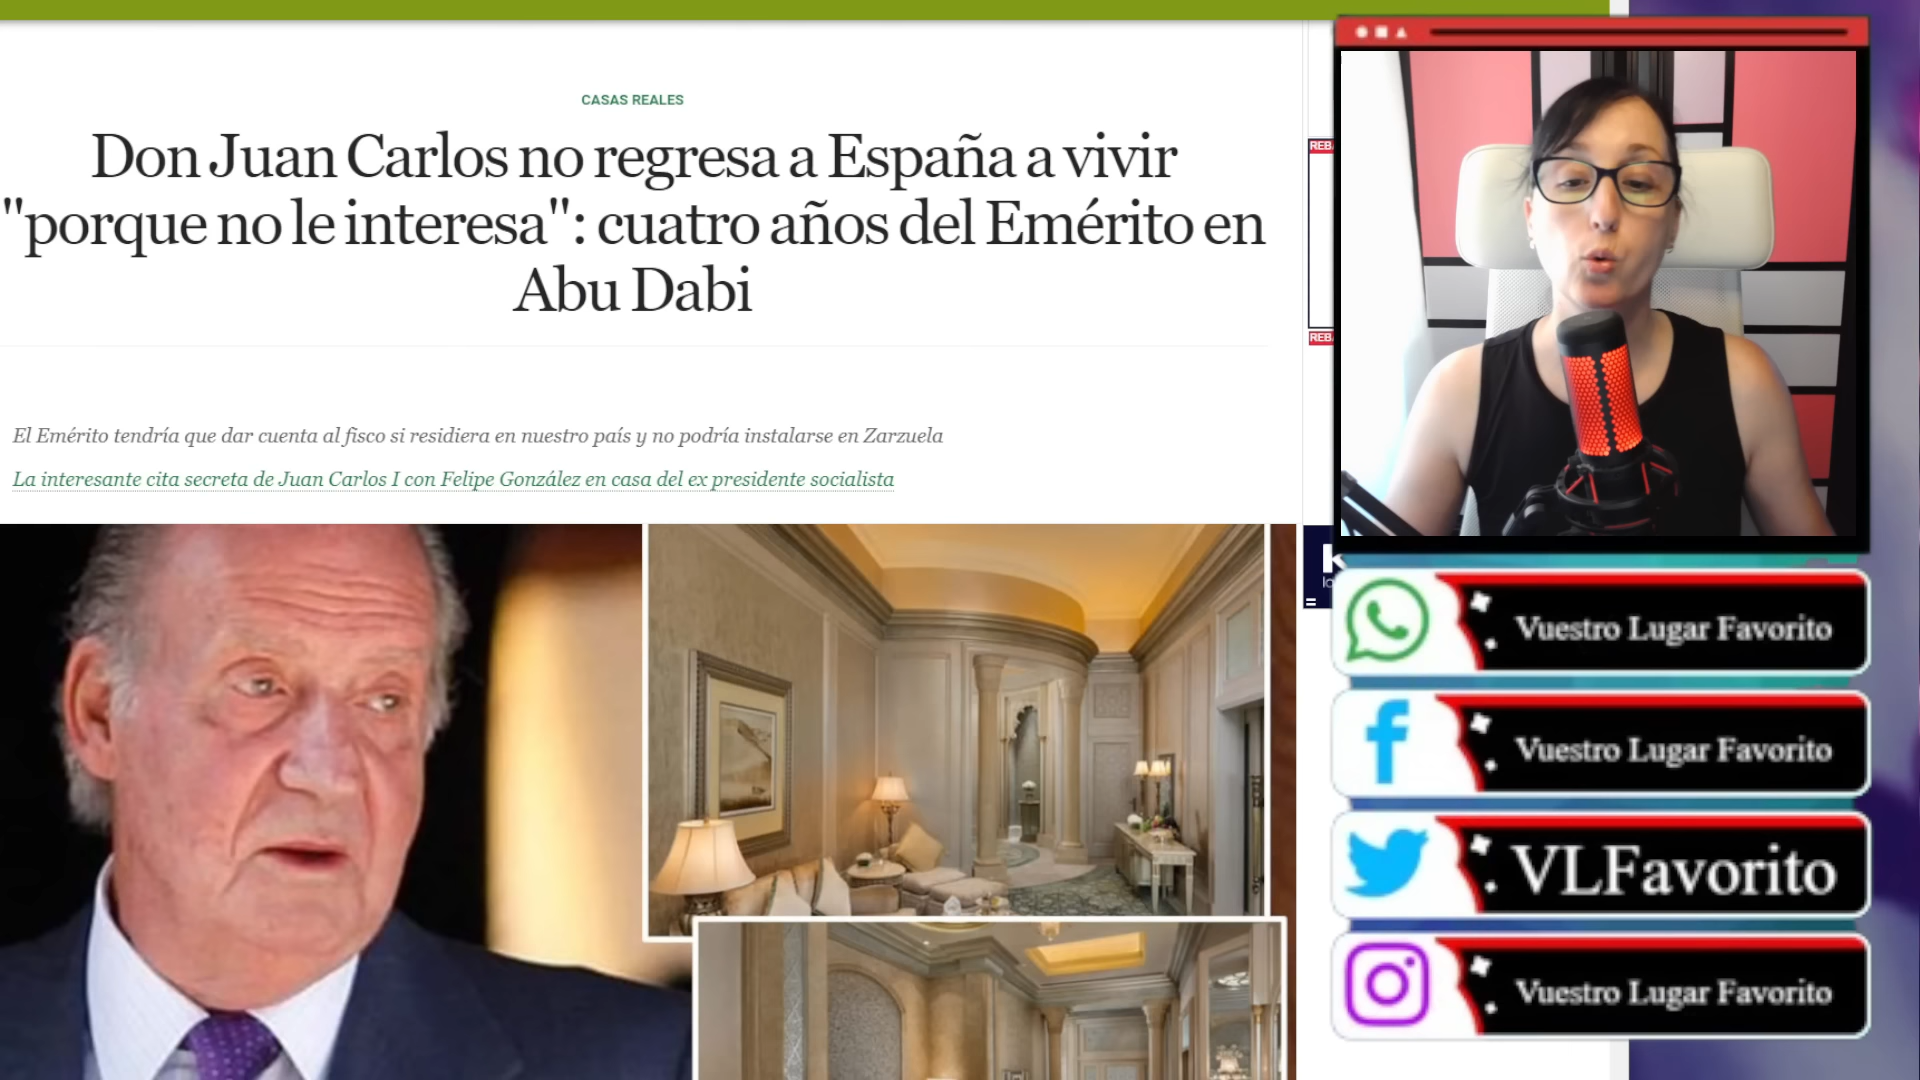 CASAS REALES
Don Juan Carlos no regresa a España a vivir
"porque no le interesa": cuatro años del Emérito en
Abu Dabi
El Emérito tendría que dar cuenta al fisco si residiera en nuestro país y no podría instalarse en Zarzuela
La interesante cita secreta de Juan Carlos I con Felipe González en casa del ex presidente socialista
Vuestro Lugar Favorito
Vuestro Lugar Favorito
VLFavorito
Vuestro Lugar Favorito